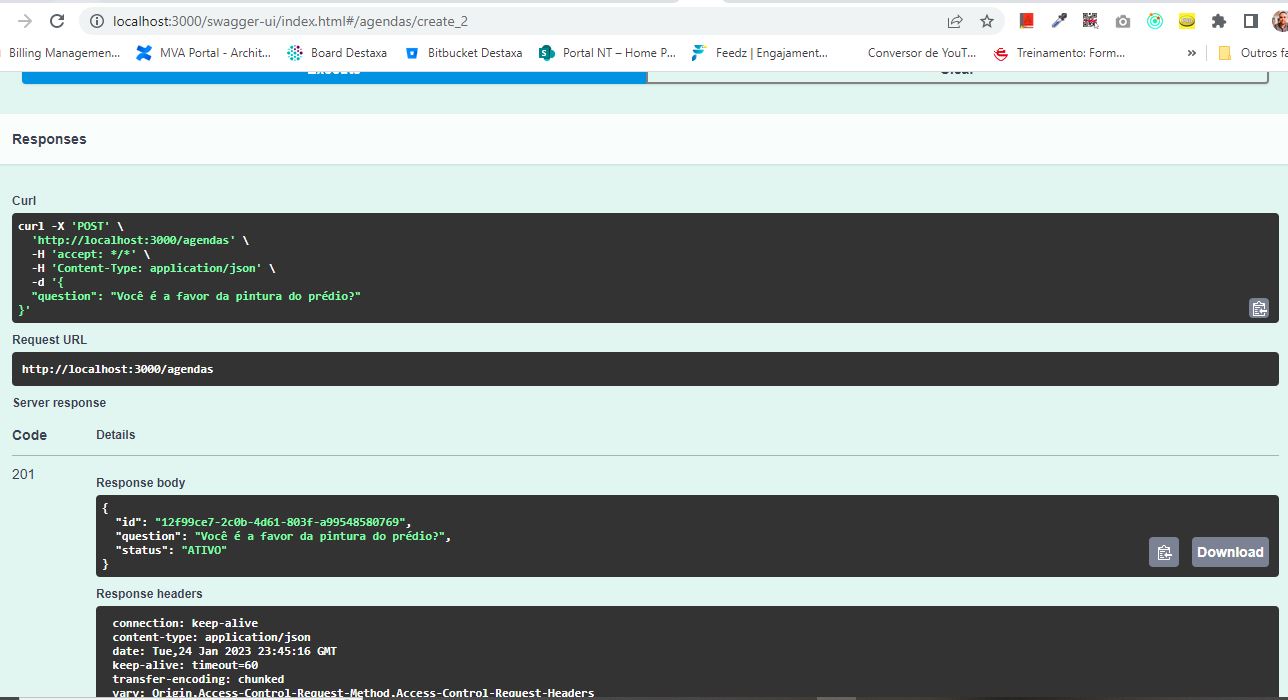 localhost:3000/swagger-ui/index.html#/agendas/create_2
Billing Managemen... MVA Portal - Archit... Board Destaxa Bitbucket Destaxa Portal NT – Home P... Feedz | Engajament... Conversor de YouT... Treinamento: Form... » Outros fa
Execute Clear
Responses
Curl
curl -X 'POST' \
'http://localhost:3000/agendas' \
-H 'accept: */*' \
-H 'Content-Type: application/json' \
-d '{
"question": "Você é a favor da pintura do prédio?"
}'
Request URL
http://localhost:3000/agendas
Server response
Code Details
201
Response body
{
"id": "12f99ce7-2c0b-4d61-803f-a99548580769",
"question": "Você é a favor da pintura do prédio?",
"status": "ATIVO"
}
Download
Response headers
connection: keep-alive
content-type: application/json
date: Tue,24 Jan 2023 23:45:16 GMT
keep-alive: timeout=60
transfer-encoding: chunked
vary: Origin,Access-Control-Request-Method,Access-Control-Request-Headers